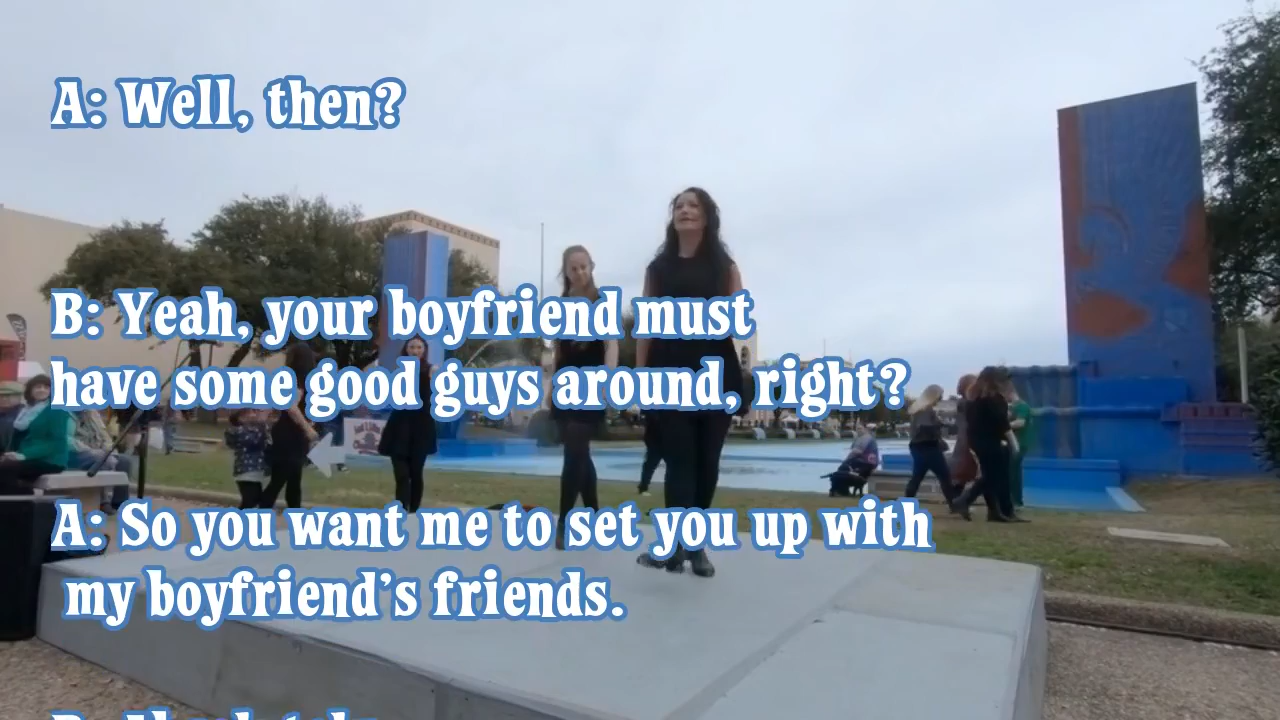 A: Well, then?
B: Yeah, your boyfriend must
have some good guys around, right?
A: So you want me to set you up with
my boyfriend's friends.